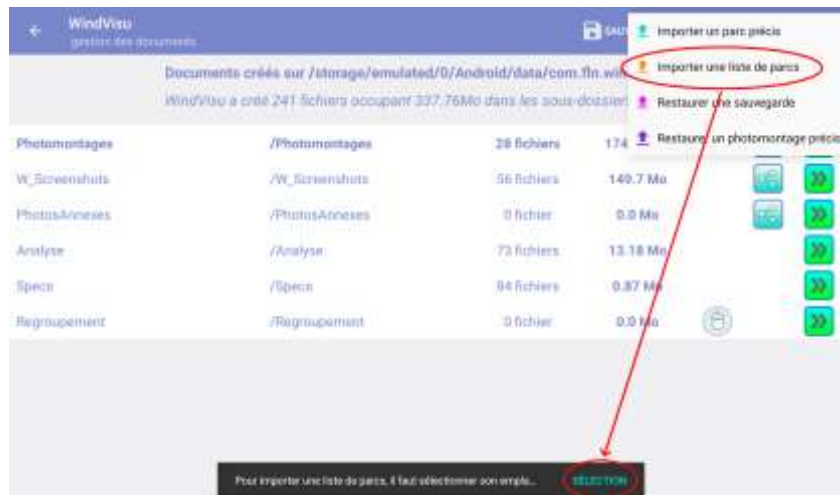 WindVisu
gestion des documents
Importer un parc précis
Importer une liste de parcs
Restaurer une sauvegarde
Restaurer un photomontage précis
Documents créés sur /storage/emulated/0/Android/data/com.fln.win
WindVisu a créé 241 fichiers occupant 337.76Mo dans les sous-dossier
Photomontages /Photomontages 28 fichiers 174
W_Screenshots /W_Screenshots 56 fichiers 149.7 Mo
PhotosAnnexes /PhotosAnnexes 0 fichier 0.0 Mo
Analyse /Analyse 73 fichiers 13.18 Mo
Specs /Specs 84 fichiers 0.87 Mo
Regroupement /Regroupement 0 fichier 0.0 Mo
Pour importer une liste de parcs, il faut sélectionner son empla... SÉLECTION